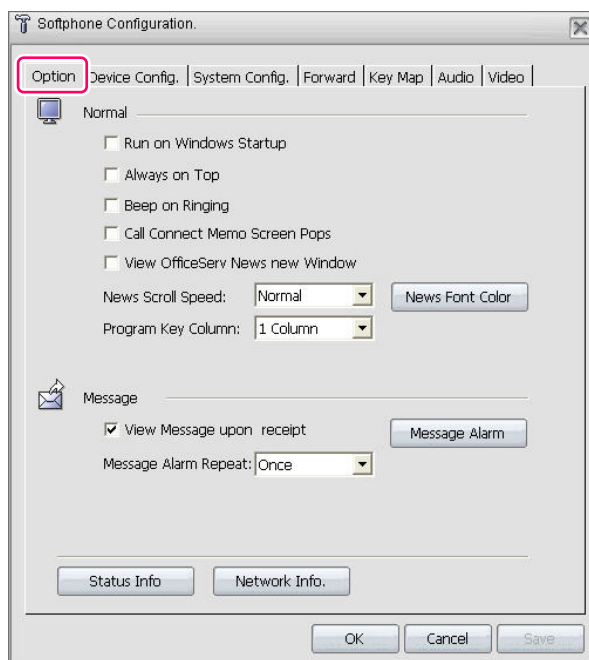 Softphone Configuration.
Option Device Config. System Config. Forward Key Map Audio Video
Normal
Run on Windows Startup
Always on Top
Beep on Ringing
Call Connect Memo Screen Pops
View OfficeServ News new Window
News Scroll Speed: Normal News Font Color
Program Key Column: 1 Column
Message
View Message upon receipt Message Alarm
Message Alarm Repeat: Once
Status Info Network Info.
OK Cancel Save